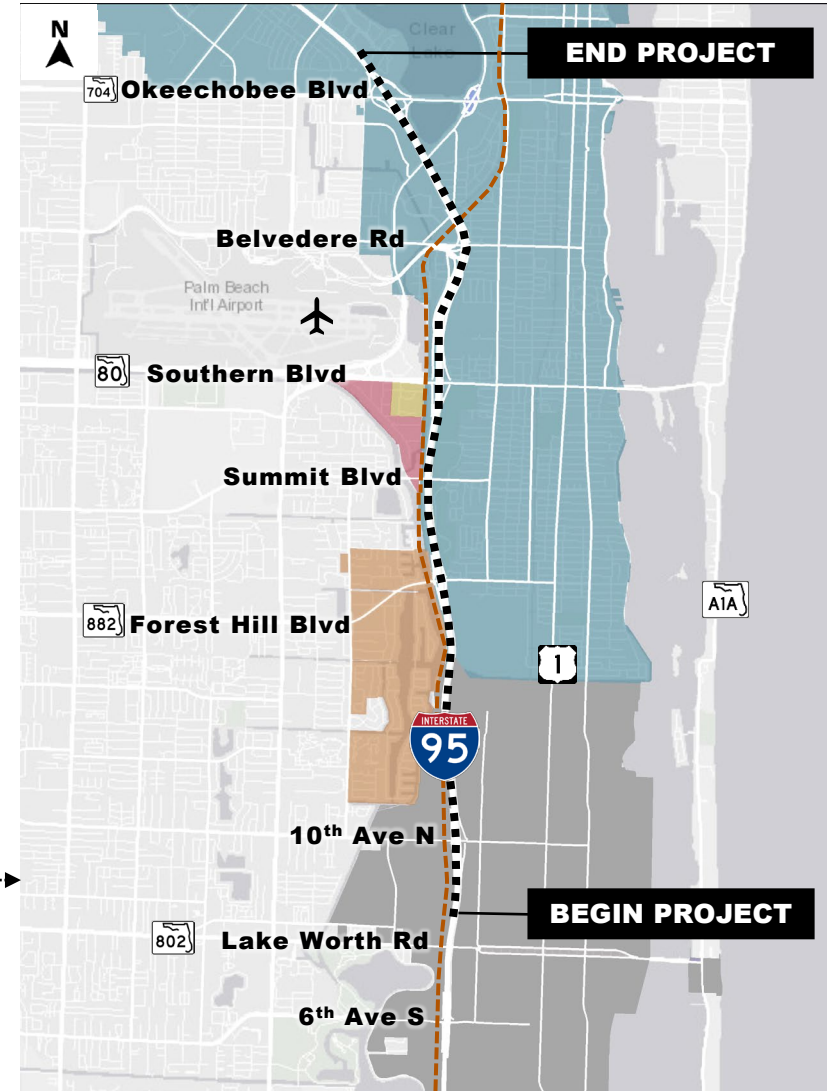 N
Clear
Lake
END PROJECT
704
Okeechobee Blvd
Belvedere Rd
Palm Beach
Int'l Airport
80
Southern Blvd
Summit Blvd
A1A
882
Forest Hill Blvd
1
INTERSTATE
95
10th Ave N
BEGIN PROJECT
802
Lake Worth Rd
6th Ave S